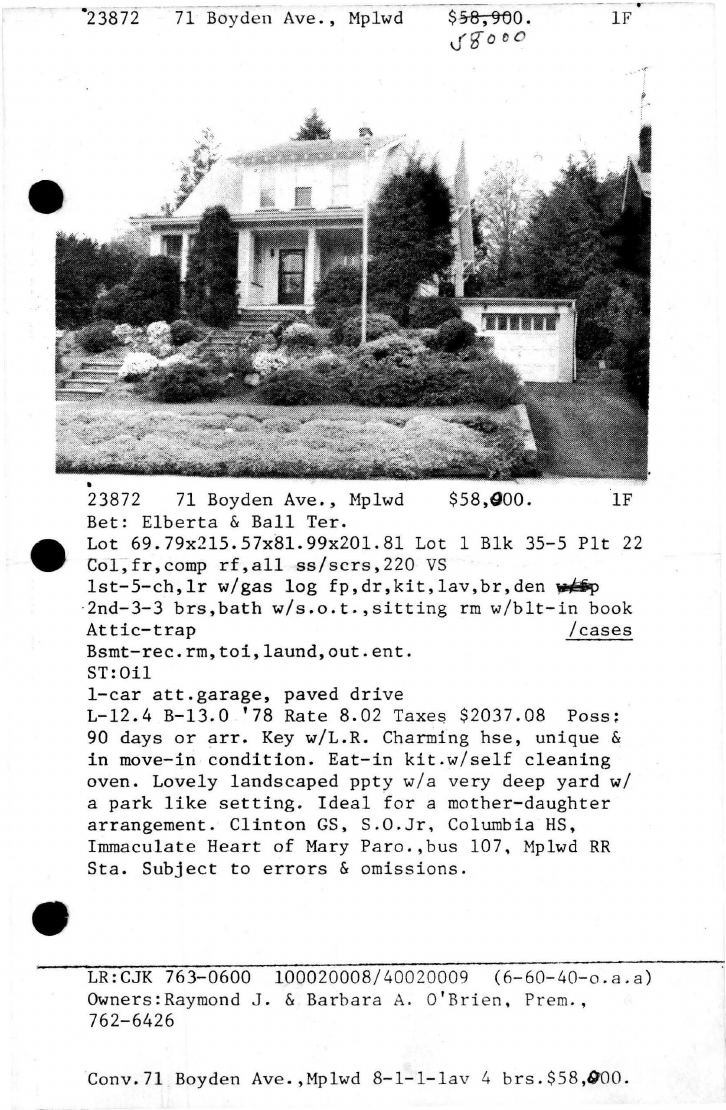 23872 71 Boyden Ave., Mplwd $58,900. 1F
58000
23872 71 Boyden Ave., Mplwd $58,000. 1F
Bet: Elberta & Ball Ter.
Lot 69.79x215.57x81.99x201.81 Lot 1 Blk 35-5 Plt 22
Col,fr,comp rf,all ss/scrs,220 VS
1st-5-ch,lr w/gas log fp,dr,kit,lav,br,den w/fp
2nd-3-3 brs,bath w/s.o.t.,sitting rm w/blt-in book
Attic-trap /cases
Bsmt-rec.rm,toi,laund,out.ent.
ST:Oil
1-car att.garage, paved drive
L-12.4 B-13.0 '78 Rate 8.02 Taxes $2037.08 Poss:
90 days or arr. Key w/L.R. Charming hse, unique &
in move-in condition. Eat-in kit.w/self cleaning
oven. Lovely landscaped ppty w/a very deep yard w/
a park like setting. Ideal for a mother-daughter
arrangement. Clinton GS, S.O.Jr, Columbia HS,
Immaculate Heart of Mary Paro.,bus 107, Mplwd RR
Sta. Subject to errors & omissions.
LR:CJK 763-0600 100020008/40020009 (6-60-40-o.a.a)
Owners:Raymond J. & Barbara A. O'Brien, Prem.,
762-6426
Conv.71 Boyden Ave.,Mplwd 8-1-1-lav 4 brs.$58,000.